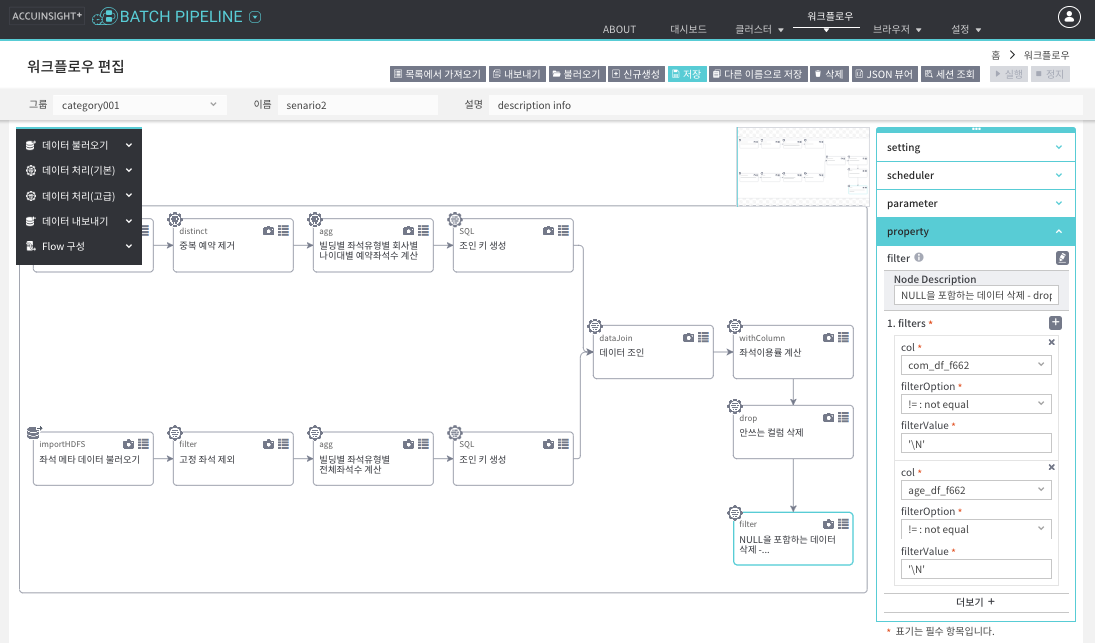 ACCUINSIGHT+
BATCH PIPELINE
ABOUT
대시보드
클러스터
워크플로우
브라우저
설정
워크플로우 편집
홈 > 워크플로우
목록에서 가져오기
내보내기
불러오기
신규생성
저장
다른 이름으로 저장
삭제
JSON 뷰어
세션 조회
실행
정지
그룹
category001
이름
senario2
설명
description info
데이터 불러오기
데이터 처리(기본)
데이터 처리(고급)
데이터 내보내기
Flow 구성
distinct
중복 예약 제거
agg
빌딩별 좌석유형별 회사별
나이대별 예약좌석수 계산
SQL
조인 키 생성
dataJoin
데이터 조인
withColumn
좌석이용률 계산
drop
안쓰는 컬럼 삭제
importHDFS
좌석 메타 데이터 불러오기
filter
고정 좌석 제외
agg
빌딩별 좌석유형별
전체좌석수 계산
SQL
조인 키 생성
filter
NULL을 포함하는 데이터
삭제 -...
setting
scheduler
parameter
property
filter
Node Description
NULL을 포함하는 데이터 삭제 - drop
1. filters *
+
col *
com_df_f662
filterOption *
!= : not equal
filterValue *
'\N'
col *
age_df_f662
filterOption *
!= : not equal
filterValue *
'\N'
더보기 +
* 표기는 필수 항목입니다.